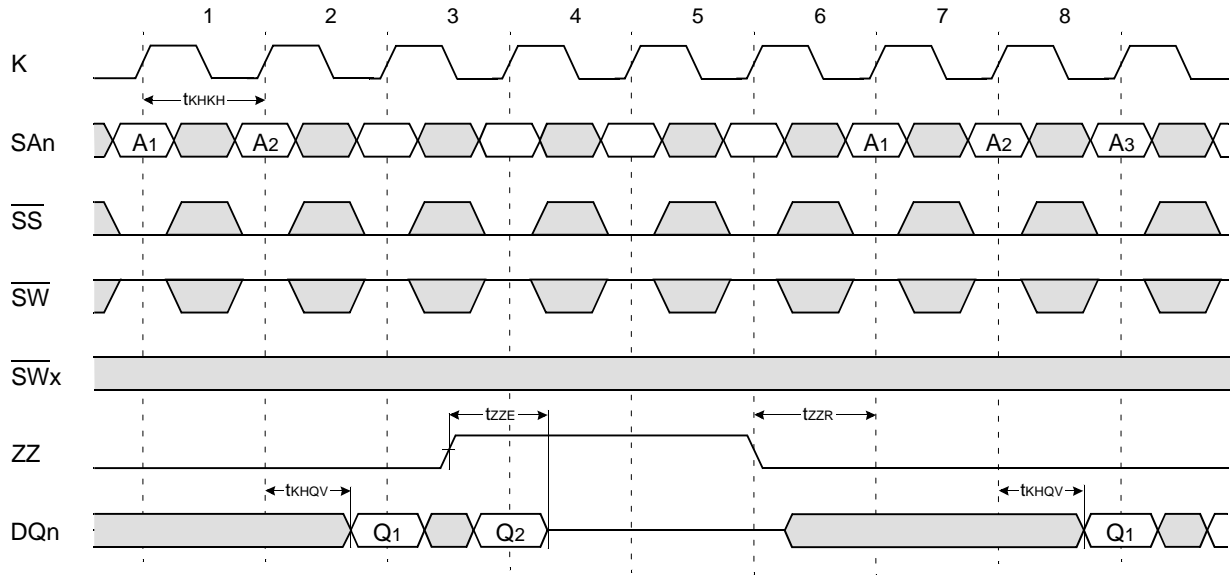 1 2 3 4 5 6 7 8
K
tKHKH
SAn A1 A2 A1 A2 A3
SS
SW
SWx
tZZE tZZR
ZZ
tKHQV tKHQV
DQn Q1 Q2 Q1